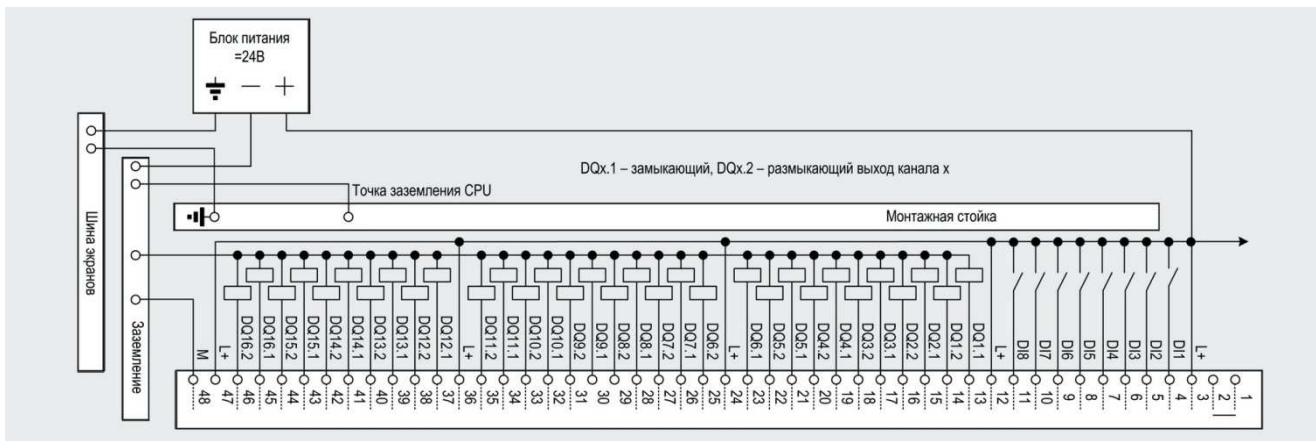 Блок питания
=24В
DQx.1 – замыкающий, DQx.2 – размыкающий выход канала x
Точка заземления CPU
Монтажная стойка
Шина экранов
Заземление
M
L+
DQ16.2
DQ16.1
DQ15.2
DQ15.1
DQ14.2
DQ14.1
DQ13.2
DQ13.1
DQ12.2
DQ12.1
L+
DQ11.2
DQ11.1
DQ10.2
DQ10.1
DQ9.2
DQ9.1
DQ8.2
DQ8.1
DQ7.2
DQ7.1
DQ6.2
L+
DQ6.1
DQ5.2
DQ5.1
DQ4.2
DQ4.1
DQ3.2
DQ3.1
DQ2.2
DQ2.1
DQ1.2
DQ1.1
L+
DI8
DI7
DI6
DI5
DI4
DI3
DI2
DI1
L+
48
47
46
45
44
43
42
41
40
39
38
37
36
35
34
33
32
31
30
29
28
27
26
25
24
23
22
21
20
19
18
17
16
15
14
13
12
11
10
9
8
7
6
5
4
3
2
1